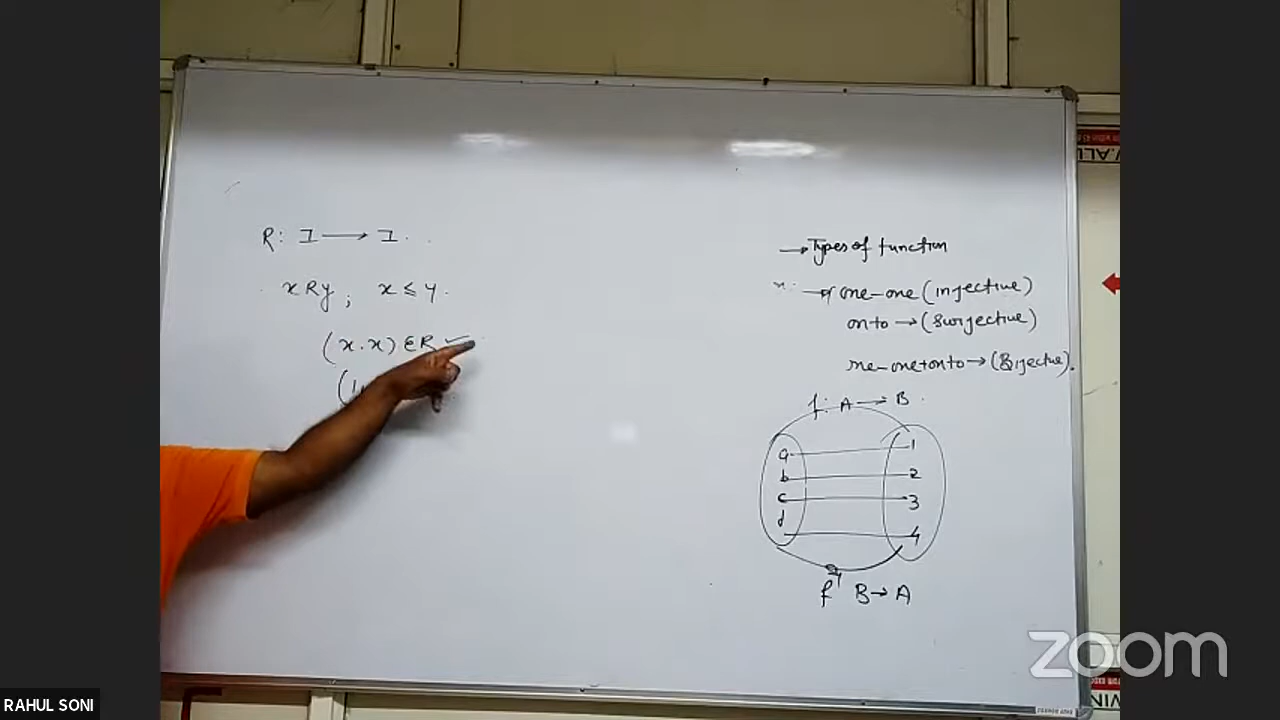 R: I → I.
x R y ; x ≤ y.
(x.x) ∈ R ✓
(1
→ Types of function
→ one-one (injective)
onto → (Surjective)
one-one+onto → (Bijective).
f: A → B
a 1
b 2
c 3
d 4
f⁻¹ B → A
zoom
RAHUL SONI